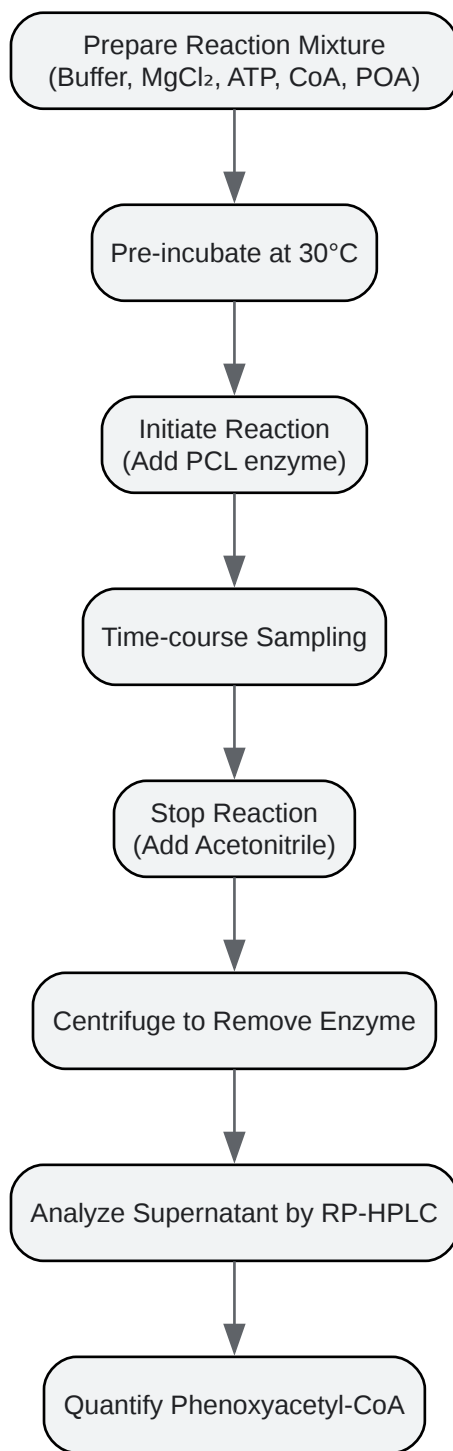 Prepare Reaction Mixture
(Buffer, MgCl₂, ATP, CoA, POA)
Pre-incubate at 30°C
Initiate Reaction
(Add PCL enzyme)
Time-course Sampling
Stop Reaction
(Add Acetonitrile)
Centrifuge to Remove Enzyme
Analyze Supernatant by RP-HPLC
Quantify Phenoxyacetyl-CoA